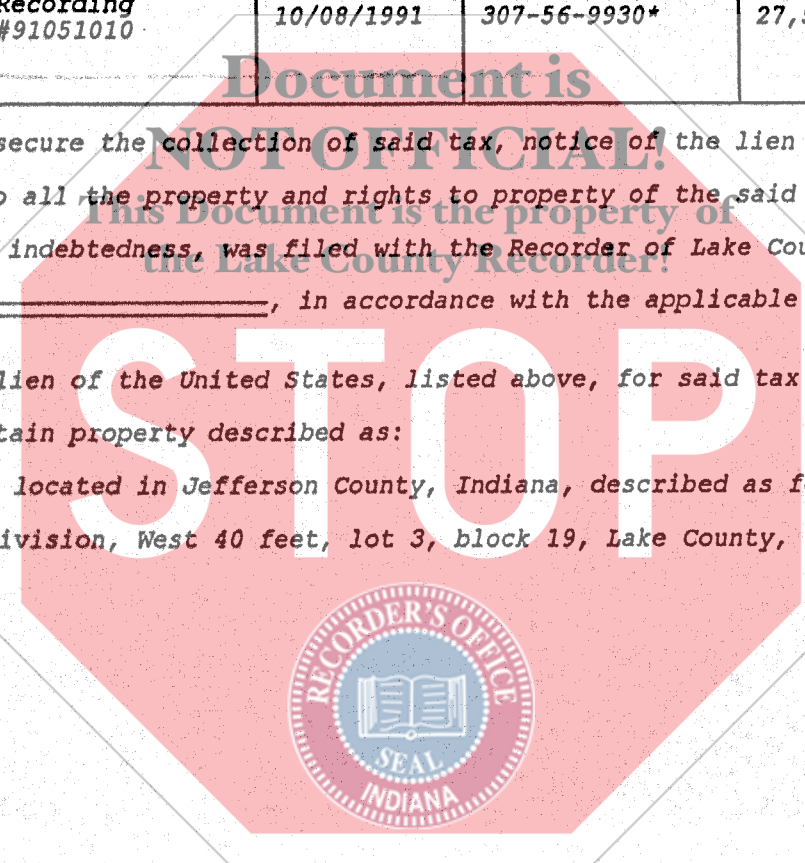 Recording
#91051010
10/08/1991
307-56-9930*
27,
Document is
NOT OFFICIAL!
This Document is the property of
the Lake County Recorder!
secure the collection of said tax, notice of the lien
all the property and rights to property of the said
indebtedness, was filed with the Recorder of Lake Cou
, in accordance with the applicable
lien of the United States, listed above, for said tax
tain property described as:
located in Jefferson County, Indiana, described as f
ivision, West 40 feet, lot 3, block 19, Lake County,
STOP
RECORDER'S OFFICE
SEAL
INDIANA